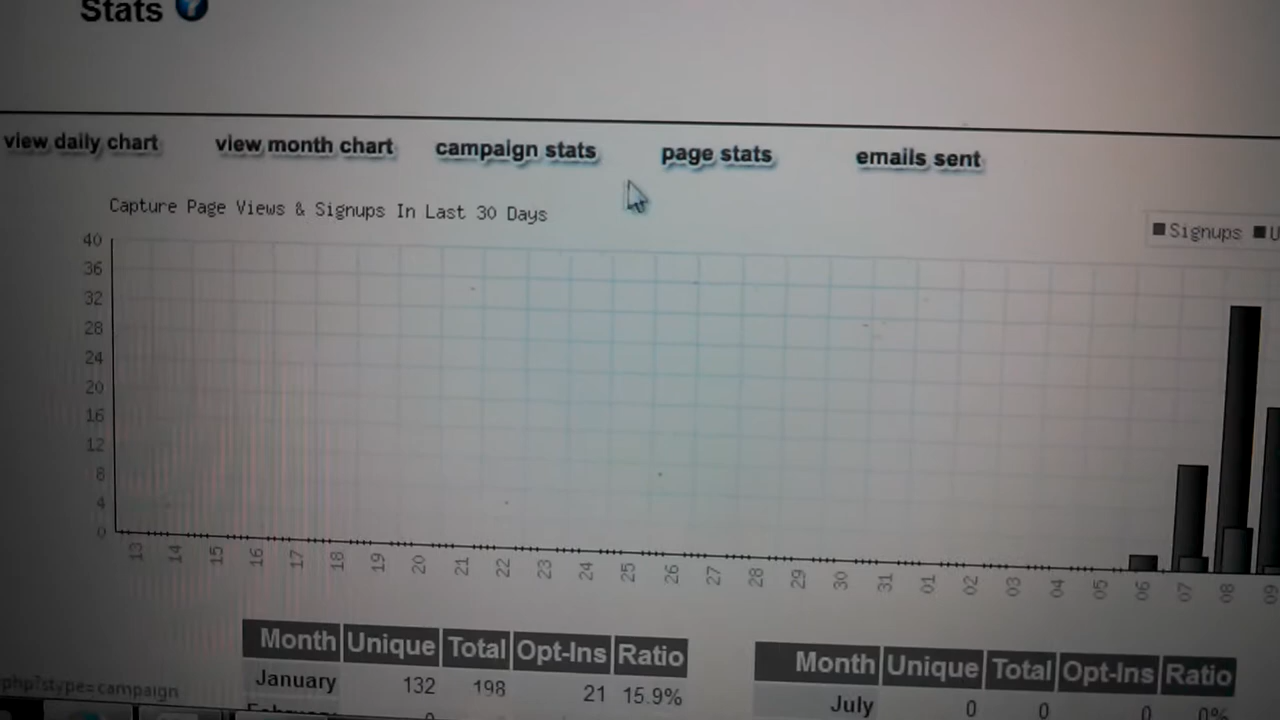 Stats ?
view daily chart view month chart campaign stats page stats emails sent
Capture Page Views & Signups In Last 30 Days
Signups
40
36
32
28
24
20
16
12
8
4
0
13 14 15 16 17 18 19 20 21 22 23 24 25 26 27 28 29 30 31 01 02 03 04 05 06 07 08 09
Month Unique Total Opt-Ins Ratio
January 132 198 21 15.9%
Month Unique Total Opt-Ins Ratio
July 0 0 0 0%
php?stype=campaign